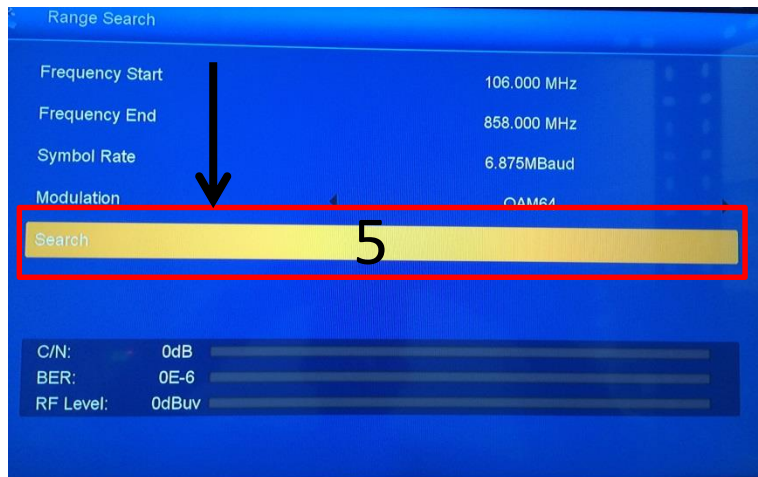 Range Search
Frequency Start 106.000 MHz
Frequency End 858.000 MHz
Symbol Rate 6.875MBaud
Modulation QAM64
Search 5
C/N: 0dB
BER: 0E-6
RF Level: 0dBuv